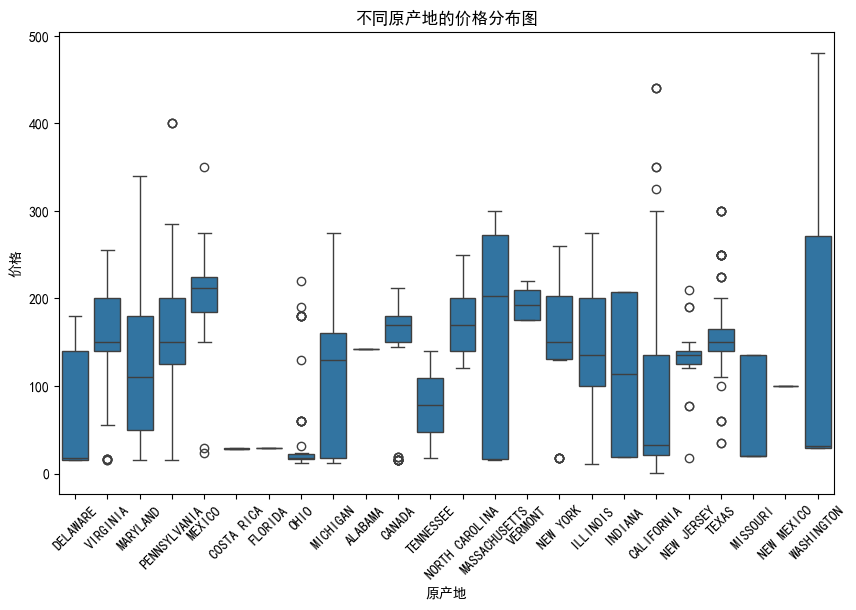 不同原产地的价格分布图
价格
500
400
300
200
100
0
DELAWARE
VIRGINIA
MARYLAND
PENNSYLVANIA
MEXICO
COSTA RICA
FLORIDA
OHIO
MICHIGAN
ALABAMA
CANADA
TENNESSEE
NORTH CAROLINA
MASSACHUSETTS
VERMONT
NEW YORK
ILLINOIS
INDIANA
CALIFORNIA
NEW JERSEY
TEXAS
MISSOURI
NEW MEXICO
WASHINGTON
原产地